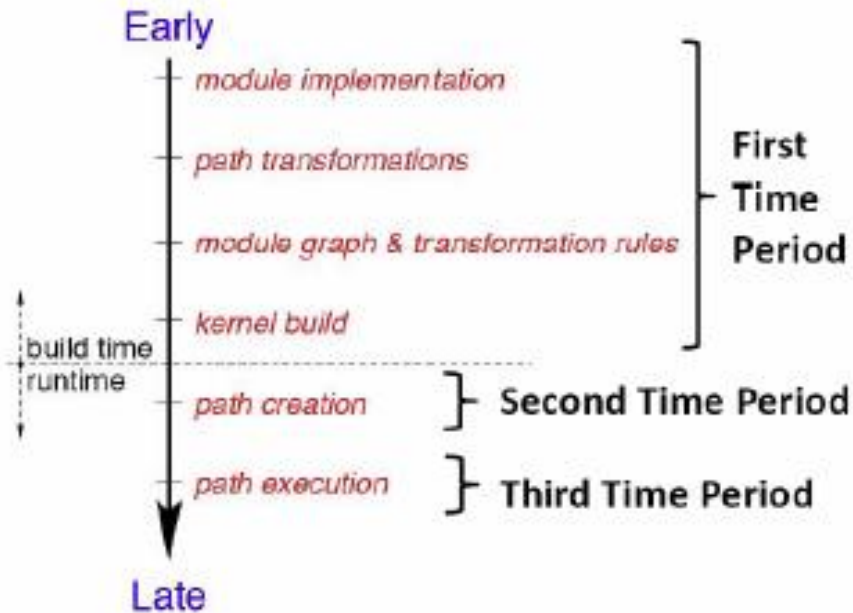 Early
module implementation
path transformations
module graph & transformation rules
First
Time
Period
kernel build
build time
runtime
path creation
Second Time Period
path execution
Third Time Period
Late